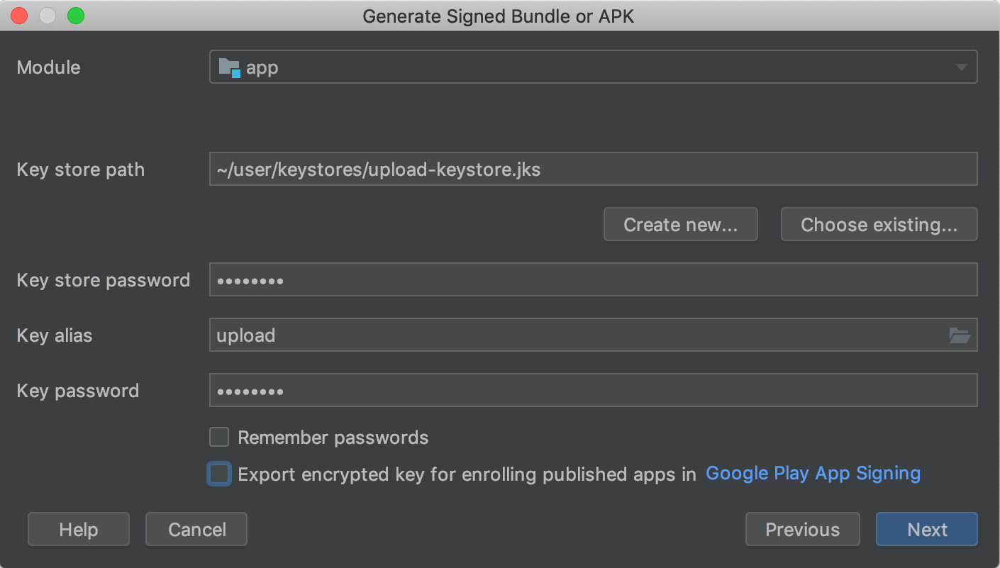 Generate Signed Bundle or APK
Module app
Key store path ~/user/keystores/upload-keystore.jks
Create new... Choose existing...
Key store password ••••••••
Key alias upload
Key password ••••••••
Remember passwords
Export encrypted key for enrolling published apps in Google Play App Signing
Help Cancel Previous Next